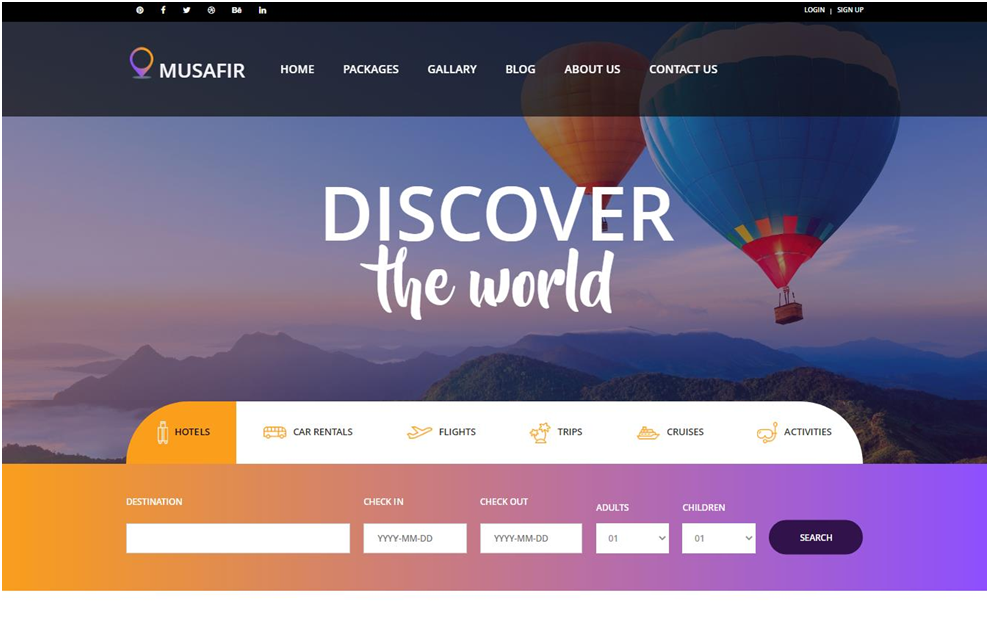 LOGIN | SIGN UP
MUSAFIR
HOME PACKAGES GALLARY BLOG ABOUT US CONTACT US
DISCOVER
the world
HOTELS CAR RENTALS FLIGHTS TRIPS CRUISES ACTIVITIES
DESTINATION CHECK IN CHECK OUT ADULTS CHILDREN
YYYY-MM-DD YYYY-MM-DD 01 01 SEARCH